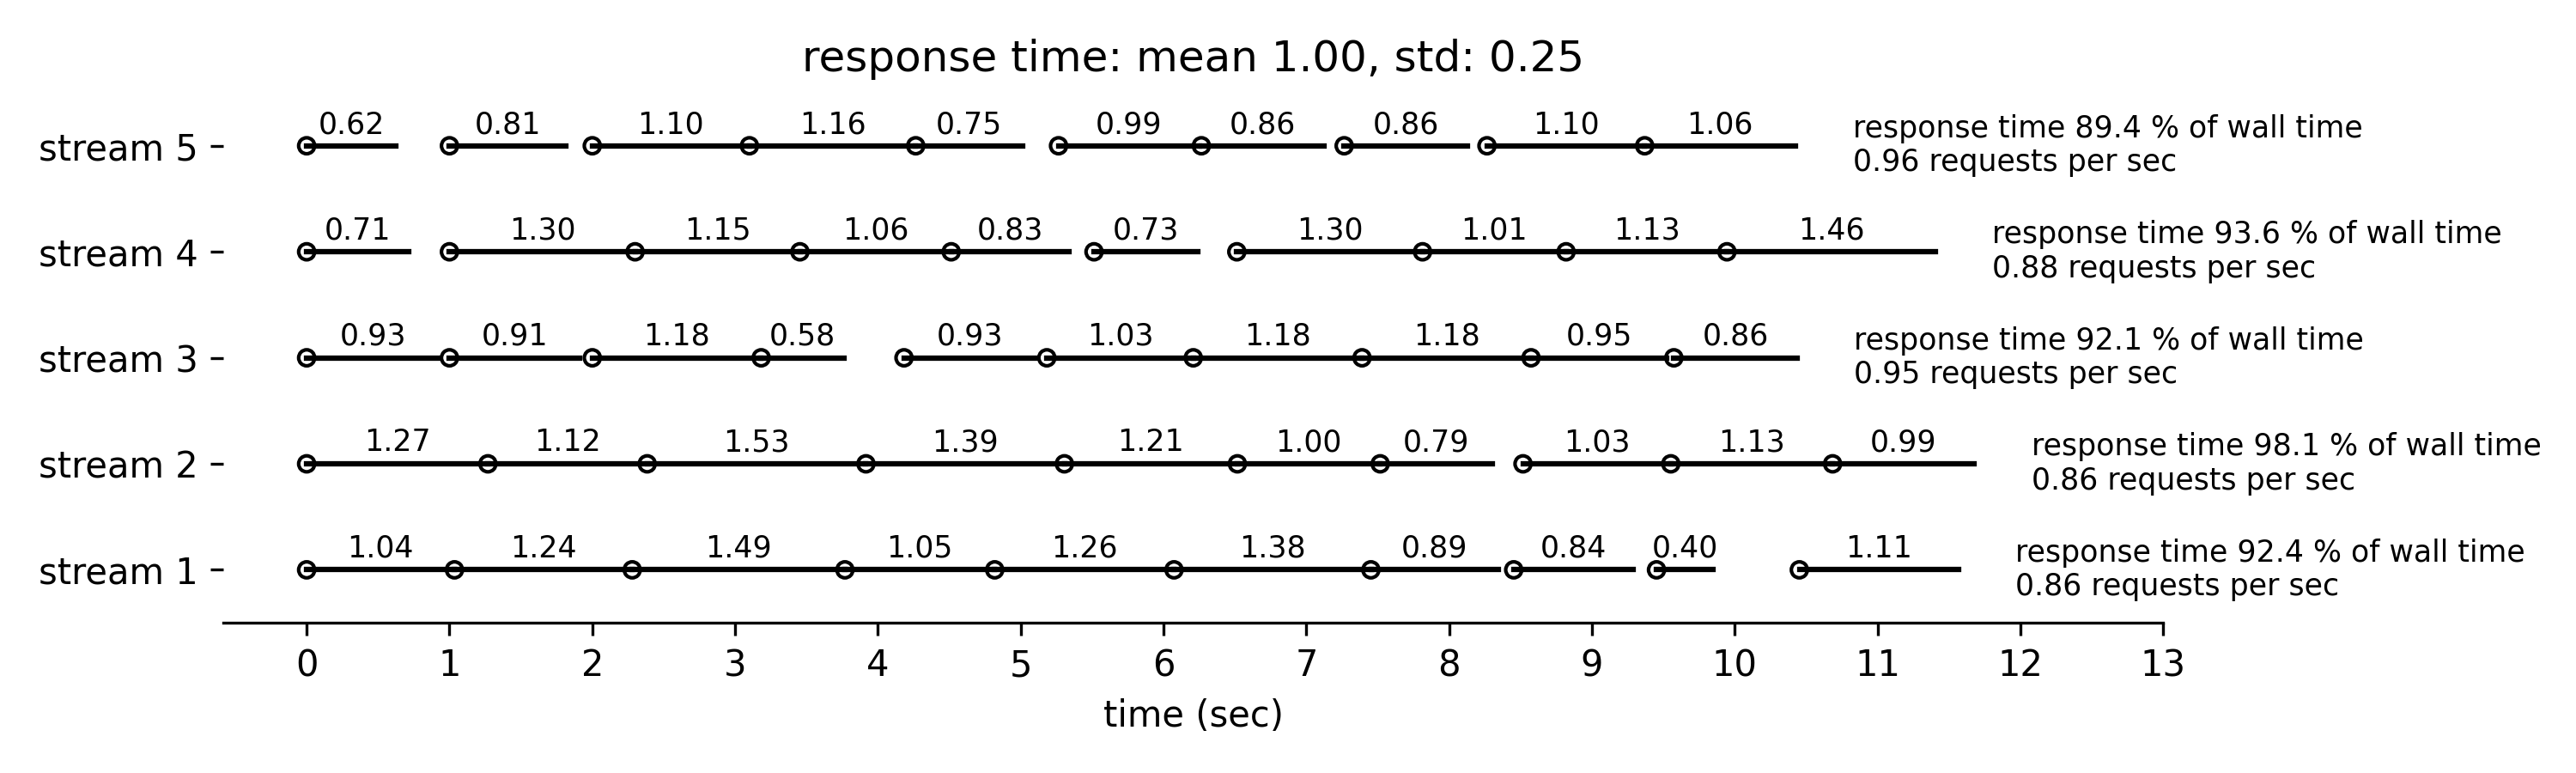 response time: mean 1.00, std: 0.25
stream 5
0.62 0.81 1.10 1.16 0.75 0.99 0.86 0.86 1.10 1.06
response time 89.4 % of wall time
0.96 requests per sec
stream 4
0.71 1.30 1.15 1.06 0.83 0.73 1.30 1.01 1.13 1.46
response time 93.6 % of wall time
0.88 requests per sec
stream 3
0.93 0.91 1.18 0.58 0.93 1.03 1.18 1.18 0.95 0.86
response time 92.1 % of wall time
0.95 requests per sec
stream 2
1.27 1.12 1.53 1.39 1.21 1.00 0.79 1.03 1.13 0.99
response time 98.1 % of wall time
0.86 requests per sec
stream 1
1.04 1.24 1.49 1.05 1.26 1.38 0.89 0.84 0.40 1.11
response time 92.4 % of wall time
0.86 requests per sec
0 1 2 3 4 5 6 7 8 9 10 11 12 13
time (sec)